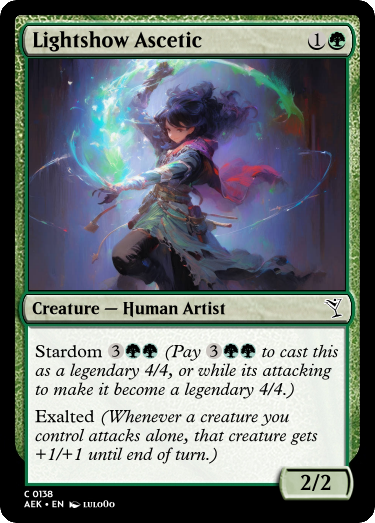 Lightshow Ascetic 1
Creature — Human Artist
Stardom 3 (Pay 3 to cast this
as a legendary 4/4, or while its attacking
to make it become a legendary 4/4.)
Exalted (Whenever a creature you
control attacks alone, that creature gets
+1/+1 until end of turn.)
2/2
C 0138
AEK • EN LULO0o